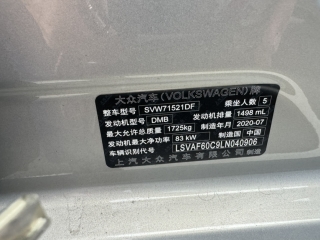 大众汽车(VOLKSWAGEN)牌
整车型号 SVW71521DF 乘坐人数 5
发动机型号 DMB 发动机排量 1498 mL
最大允许总质量 1725kg 制造年月 2020-07
发动机最大净功率 83 kW 制造国 中国
车辆识别代号 LSVAF60C9LN040906
上汽大众汽车有限公司 制造